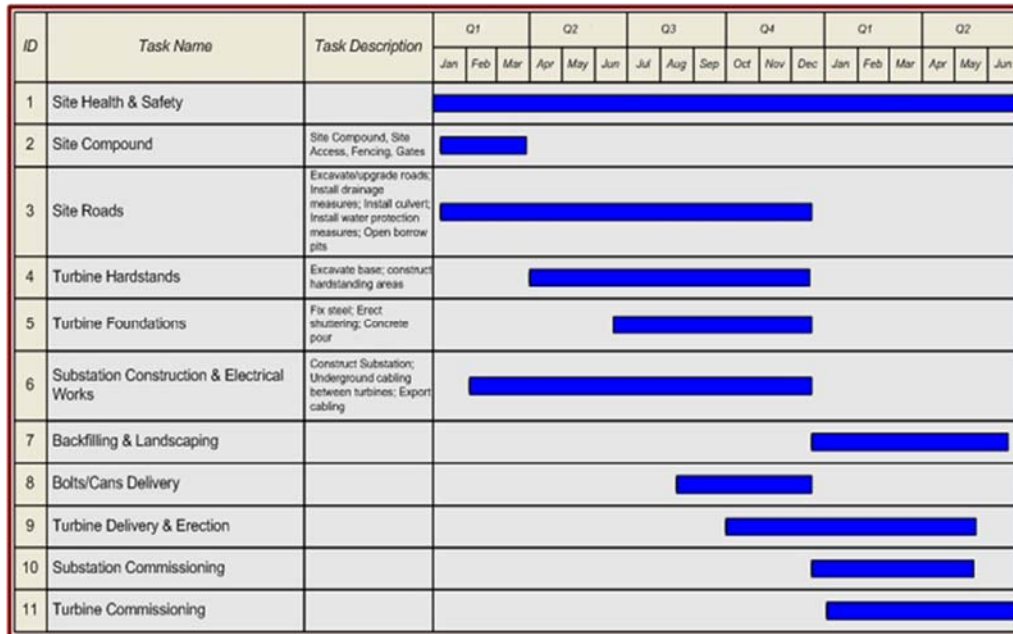 ID Task Name Task Description Q1 Q2 Q3 Q4 Q1 Q2
Jan Feb Mar Apr May Jun Jul Aug Sep Oct Nov Dec Jan Feb Mar Apr May Jun
1 Site Health & Safety
2 Site Compound
Site Compound, Site
Access, Fencing, Gates
3 Site Roads
Excavate/upgrade roads;
Install drainage
measures; Install culvert;
Install water protection
measures; Open borrow
pits
4 Turbine Hardstands
Excavate base; construct
hardstanding areas
5 Turbine Foundations
Fix steel; Erect
shuttering; Concrete
pour
6 Substation Construction & Electrical
Works
Construct Substation;
Underground cabling
between turbines; Export
cabling
7 Backfilling & Landscaping
8 Bolts/Cans Delivery
9 Turbine Delivery & Erection
10 Substation Commissioning
11 Turbine Commissioning